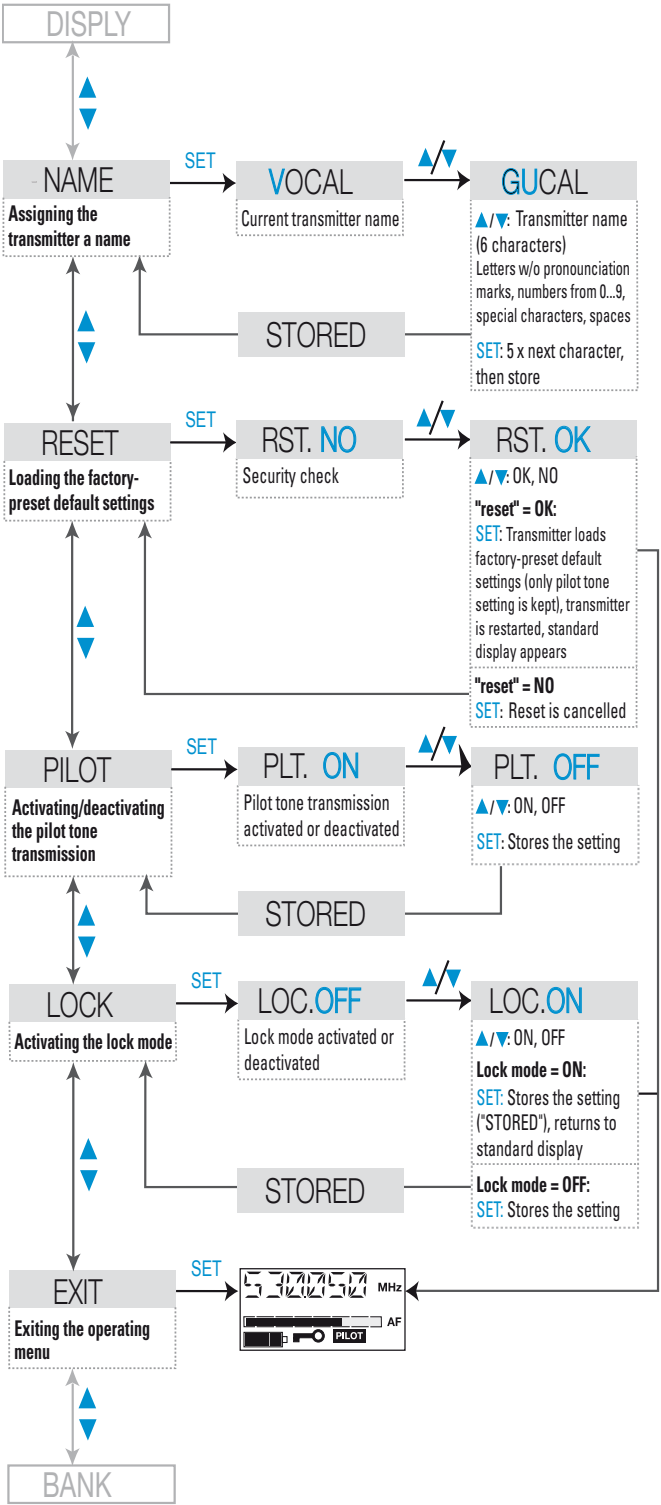 DISPLY
NAME
Assigning the
transmitter a name
SET
VOCAL
Current transmitter name
▲/▼
GUCAL
▲/▼: Transmitter name
(6 characters)
Letters w/o pronounciation
marks, numbers from 0...9,
special characters, spaces
SET: 5 x next character,
then store
STORED
RESET
Loading the factory-
preset default settings
SET
RST. NO
Security check
▲/▼
RST. OK
▲/▼: OK, NO
"reset" = OK:
SET: Transmitter loads
factory-preset default
settings (only pilot tone
setting is kept), transmitter
is restarted, standard
display appears
"reset" = NO
SET: Reset is cancelled
PILOT
Activating/deactivating
the pilot tone
transmission
SET
PLT. ON
Pilot tone transmission
activated or deactivated
▲/▼
PLT. OFF
▲/▼: ON, OFF
SET: Stores the setting
STORED
LOCK
Activating the lock mode
SET
LOC.OFF
Lock mode activated or
deactivated
▲/▼
LOC.ON
▲/▼: ON, OFF
Lock mode = ON:
SET: Stores the setting
("STORED"), returns to
standard display
Lock mode = OFF:
SET: Stores the setting
STORED
EXIT
Exiting the operating
menu
SET
530050 MHz
AF
PILOT
BANK